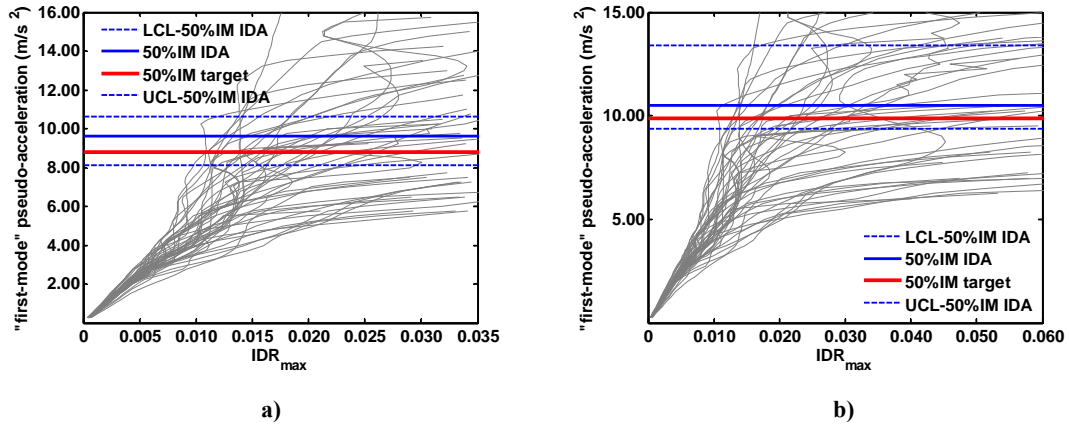 16.00
14.00
12.00
10.00
8.00
6.00
4.00
2.00
"first-mode" pseudo-acceleration (m/s 2)
LCL-50%IM IDA
50%IM IDA
50%IM target
UCL-50%IM IDA
0 0.005 0.010 0.015 0.020 0.025 0.030 0.035
IDRmax
a)
15.00
10.00
5.00
"first-mode" pseudo-acceleration (m/s 2)
LCL-50%IM IDA
50%IM IDA
50%IM target
UCL-50%IM IDA
0 0.010 0.020 0.030 0.040 0.050 0.060
IDRmax
b)